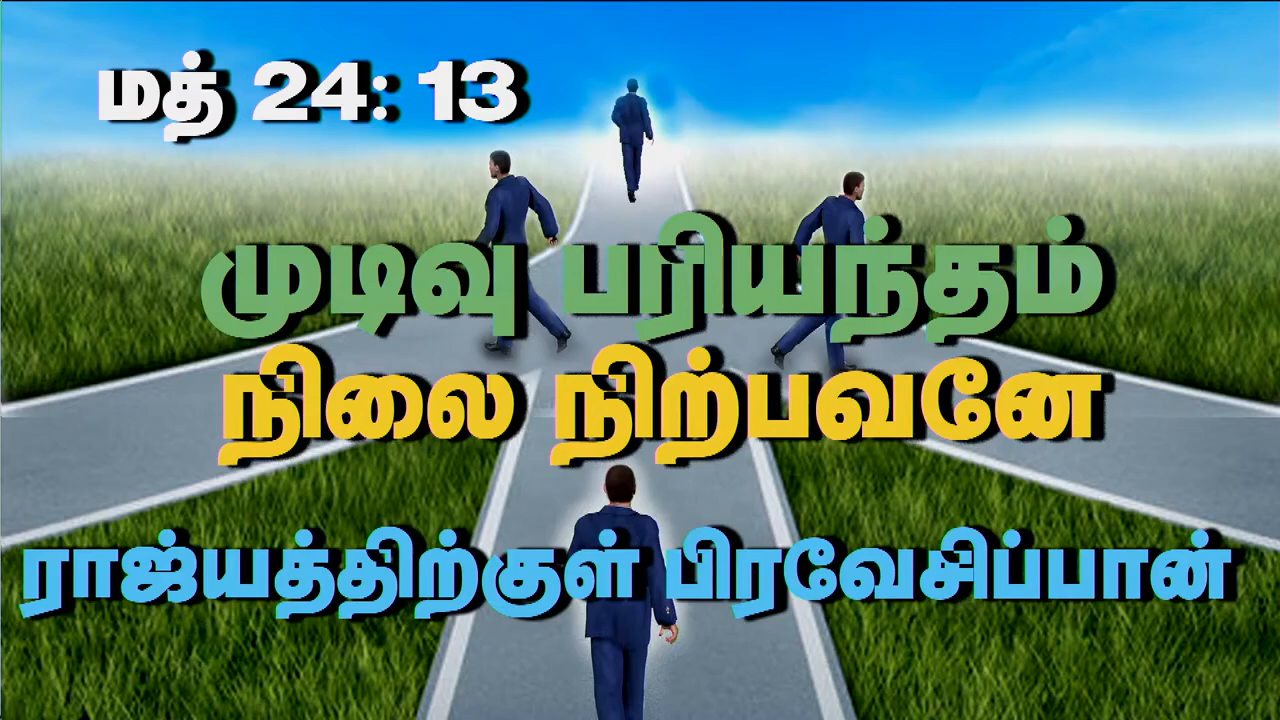 மத் 24: 13
முடிவு பரியந்தம்
நிலை நிற்பவனே
ராஜ்யத்திற்குள் பிரவேசிப்பான்